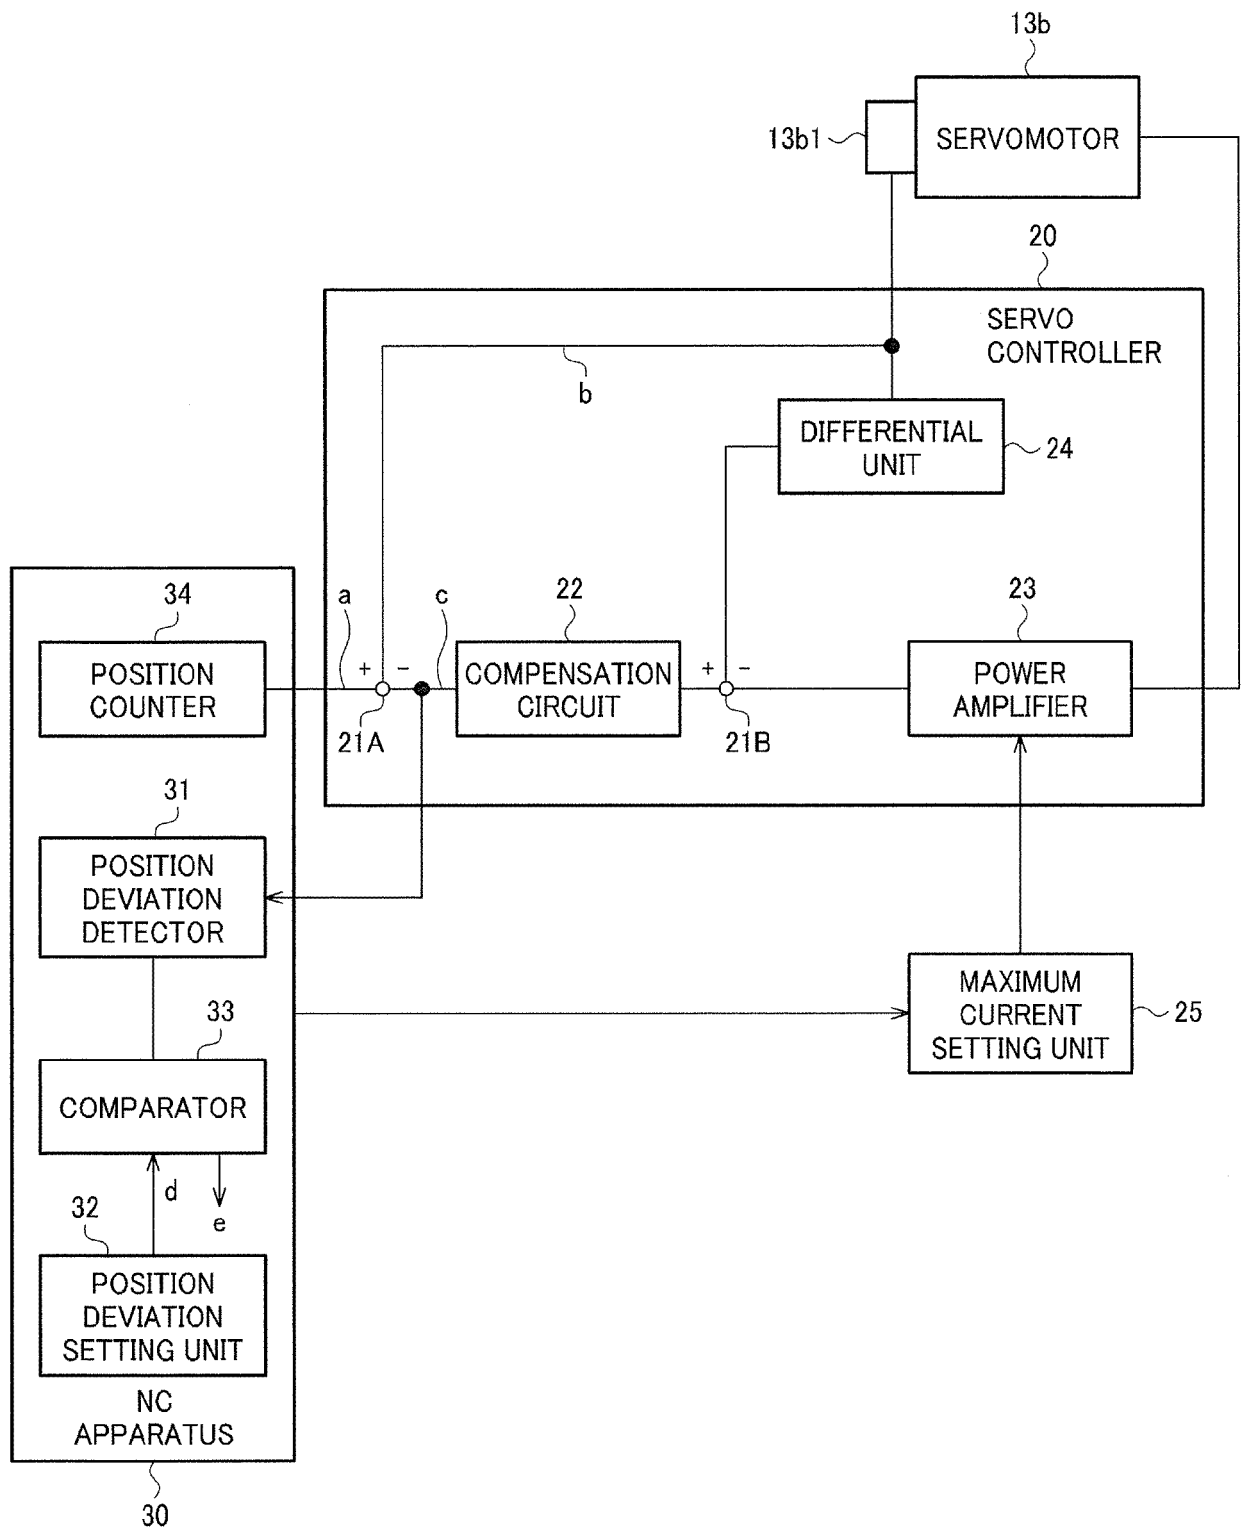 13b
13b1
SERVOMOTOR
20
SERVO
CONTROLLER
b
DIFFERENTIAL
UNIT
24
34
a
c
22
23
POSITION
COUNTER
+
−
COMPENSATION
CIRCUIT
+
−
POWER
AMPLIFIER
21A
21B
31
POSITION
DEVIATION
DETECTOR
33
MAXIMUM
CURRENT
SETTING UNIT
25
COMPARATOR
d
e
32
POSITION
DEVIATION
SETTING UNIT
NC
APPARATUS
30